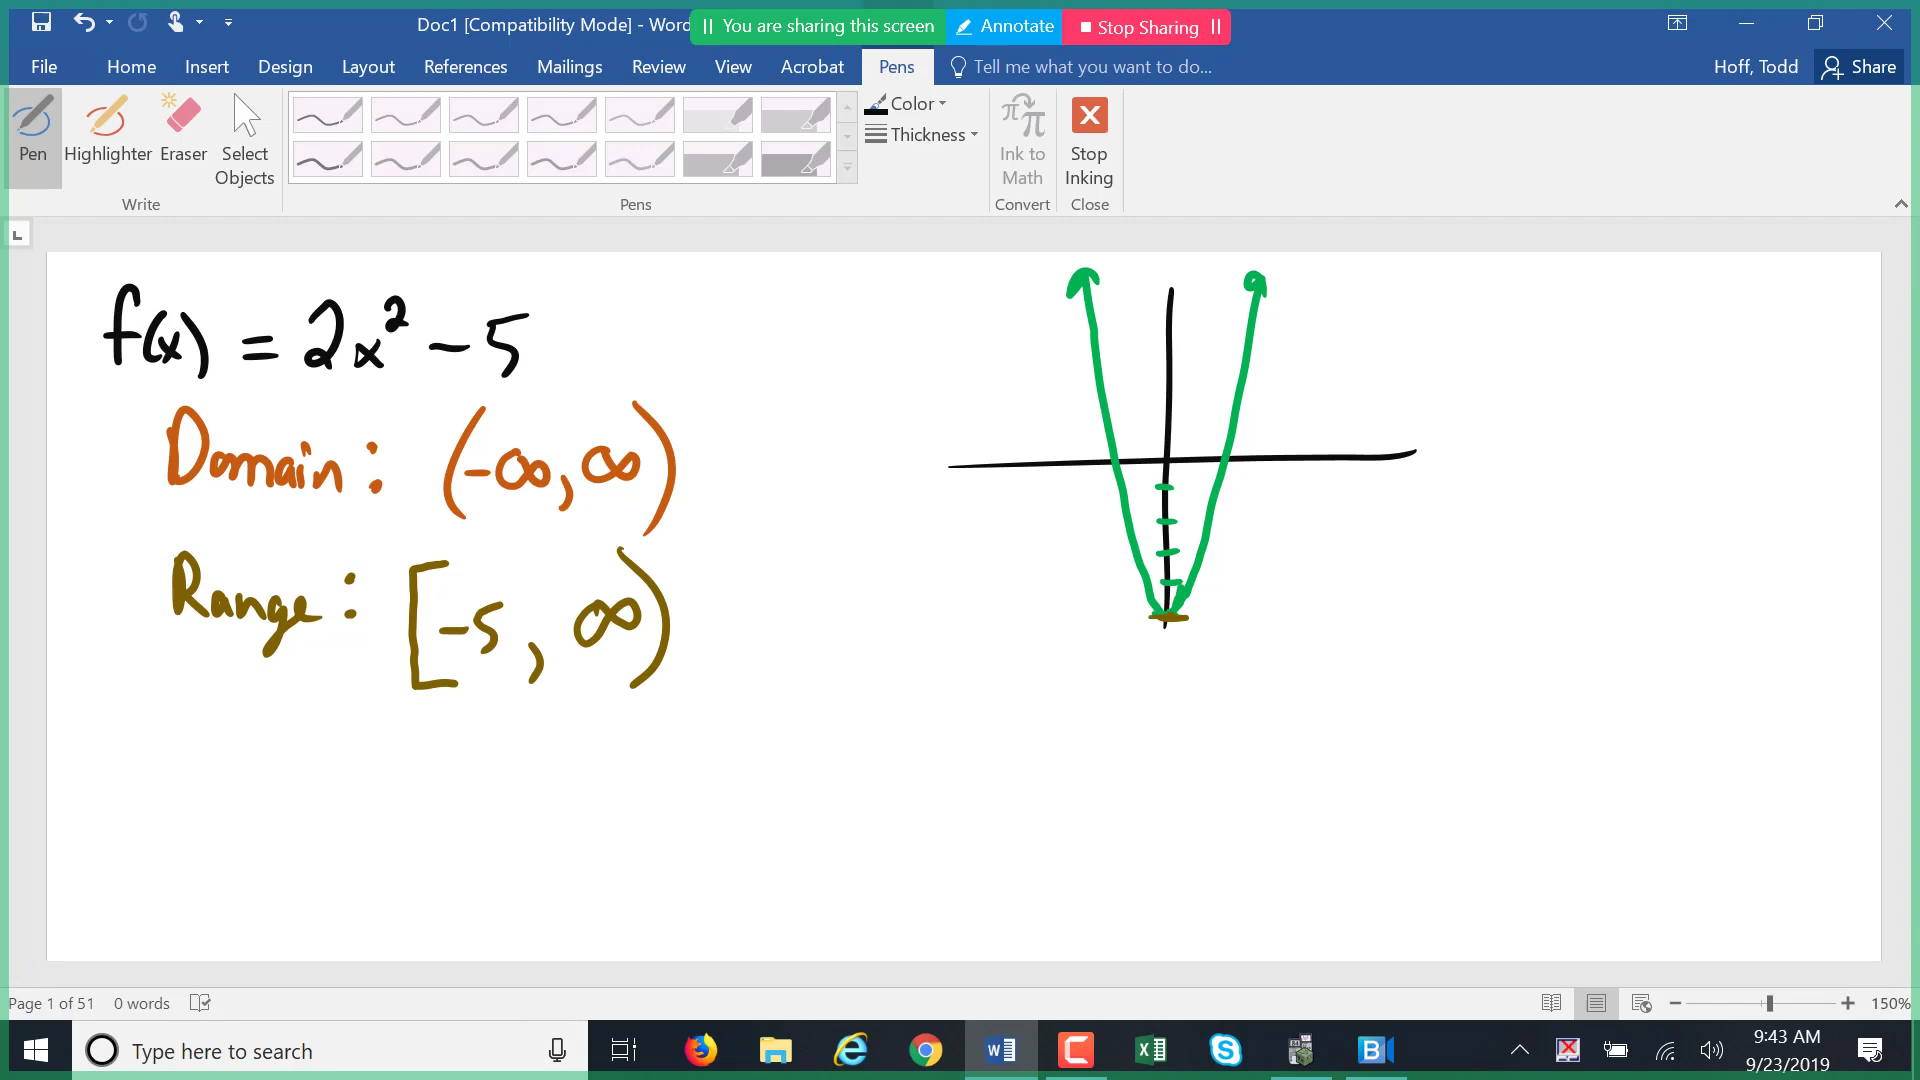 Doc1 [Compatibility Mode] - Word
You are sharing this screen
Annotate
Stop Sharing
File Home Insert Design Layout References Mailings Review View Acrobat Pens Tell me what you want to do... Hoff, Todd Share
Pen Highlighter Eraser Select Objects
Color
Thickness
Ink to Math
Stop Inking
Write Pens Convert Close
f(x) = 2x² - 5
Domain: (-∞, ∞)
Range: [-5, ∞)
Page 1 of 51 0 words 150%
Type here to search
9:43 AM
9/23/2019